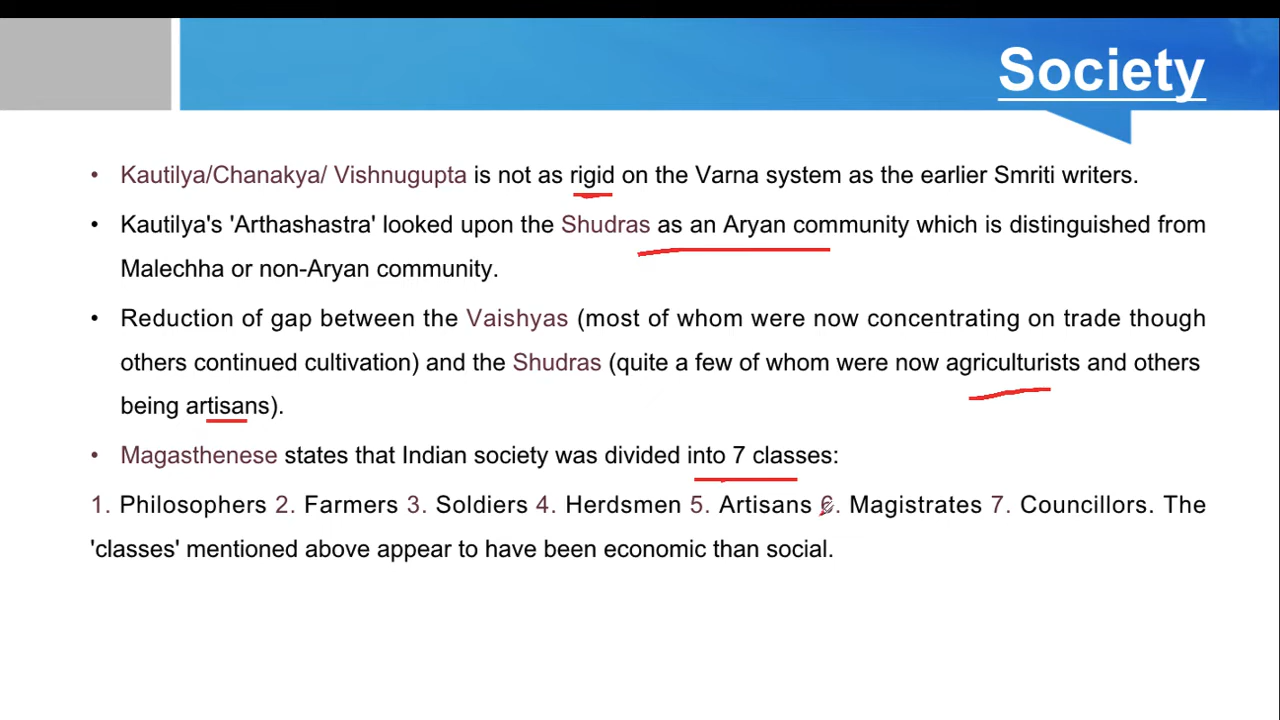 Society
• Kautilya/Chanakya/ Vishnugupta is not as rigid on the Varna system as the earlier Smriti writers.
• Kautilya's 'Arthashastra' looked upon the Shudras as an Aryan community which is distinguished from
Malechha or non-Aryan community.
• Reduction of gap between the Vaishyas (most of whom were now concentrating on trade though
others continued cultivation) and the Shudras (quite a few of whom were now agriculturists and others
being artisans).
• Magasthenese states that Indian society was divided into 7 classes:
1. Philosophers 2. Farmers 3. Soldiers 4. Herdsmen 5. Artisans 6. Magistrates 7. Councillors. The
'classes' mentioned above appear to have been economic than social.